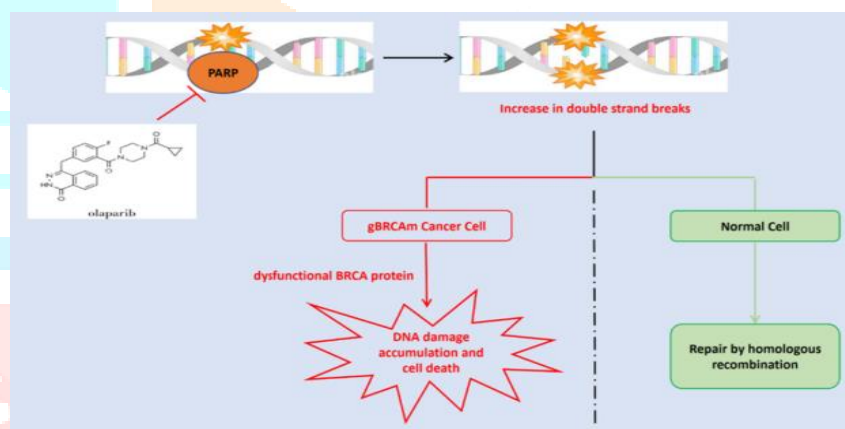 PARP
Increase in double strand breaks
F
O
N
N
O
N
HN
O
olaparib
gBRCAm Cancer Cell
Normal Cell
dysfunctional BRCA protein
DNA damage
accumulation and
cell death
Repair by homologous
recombination